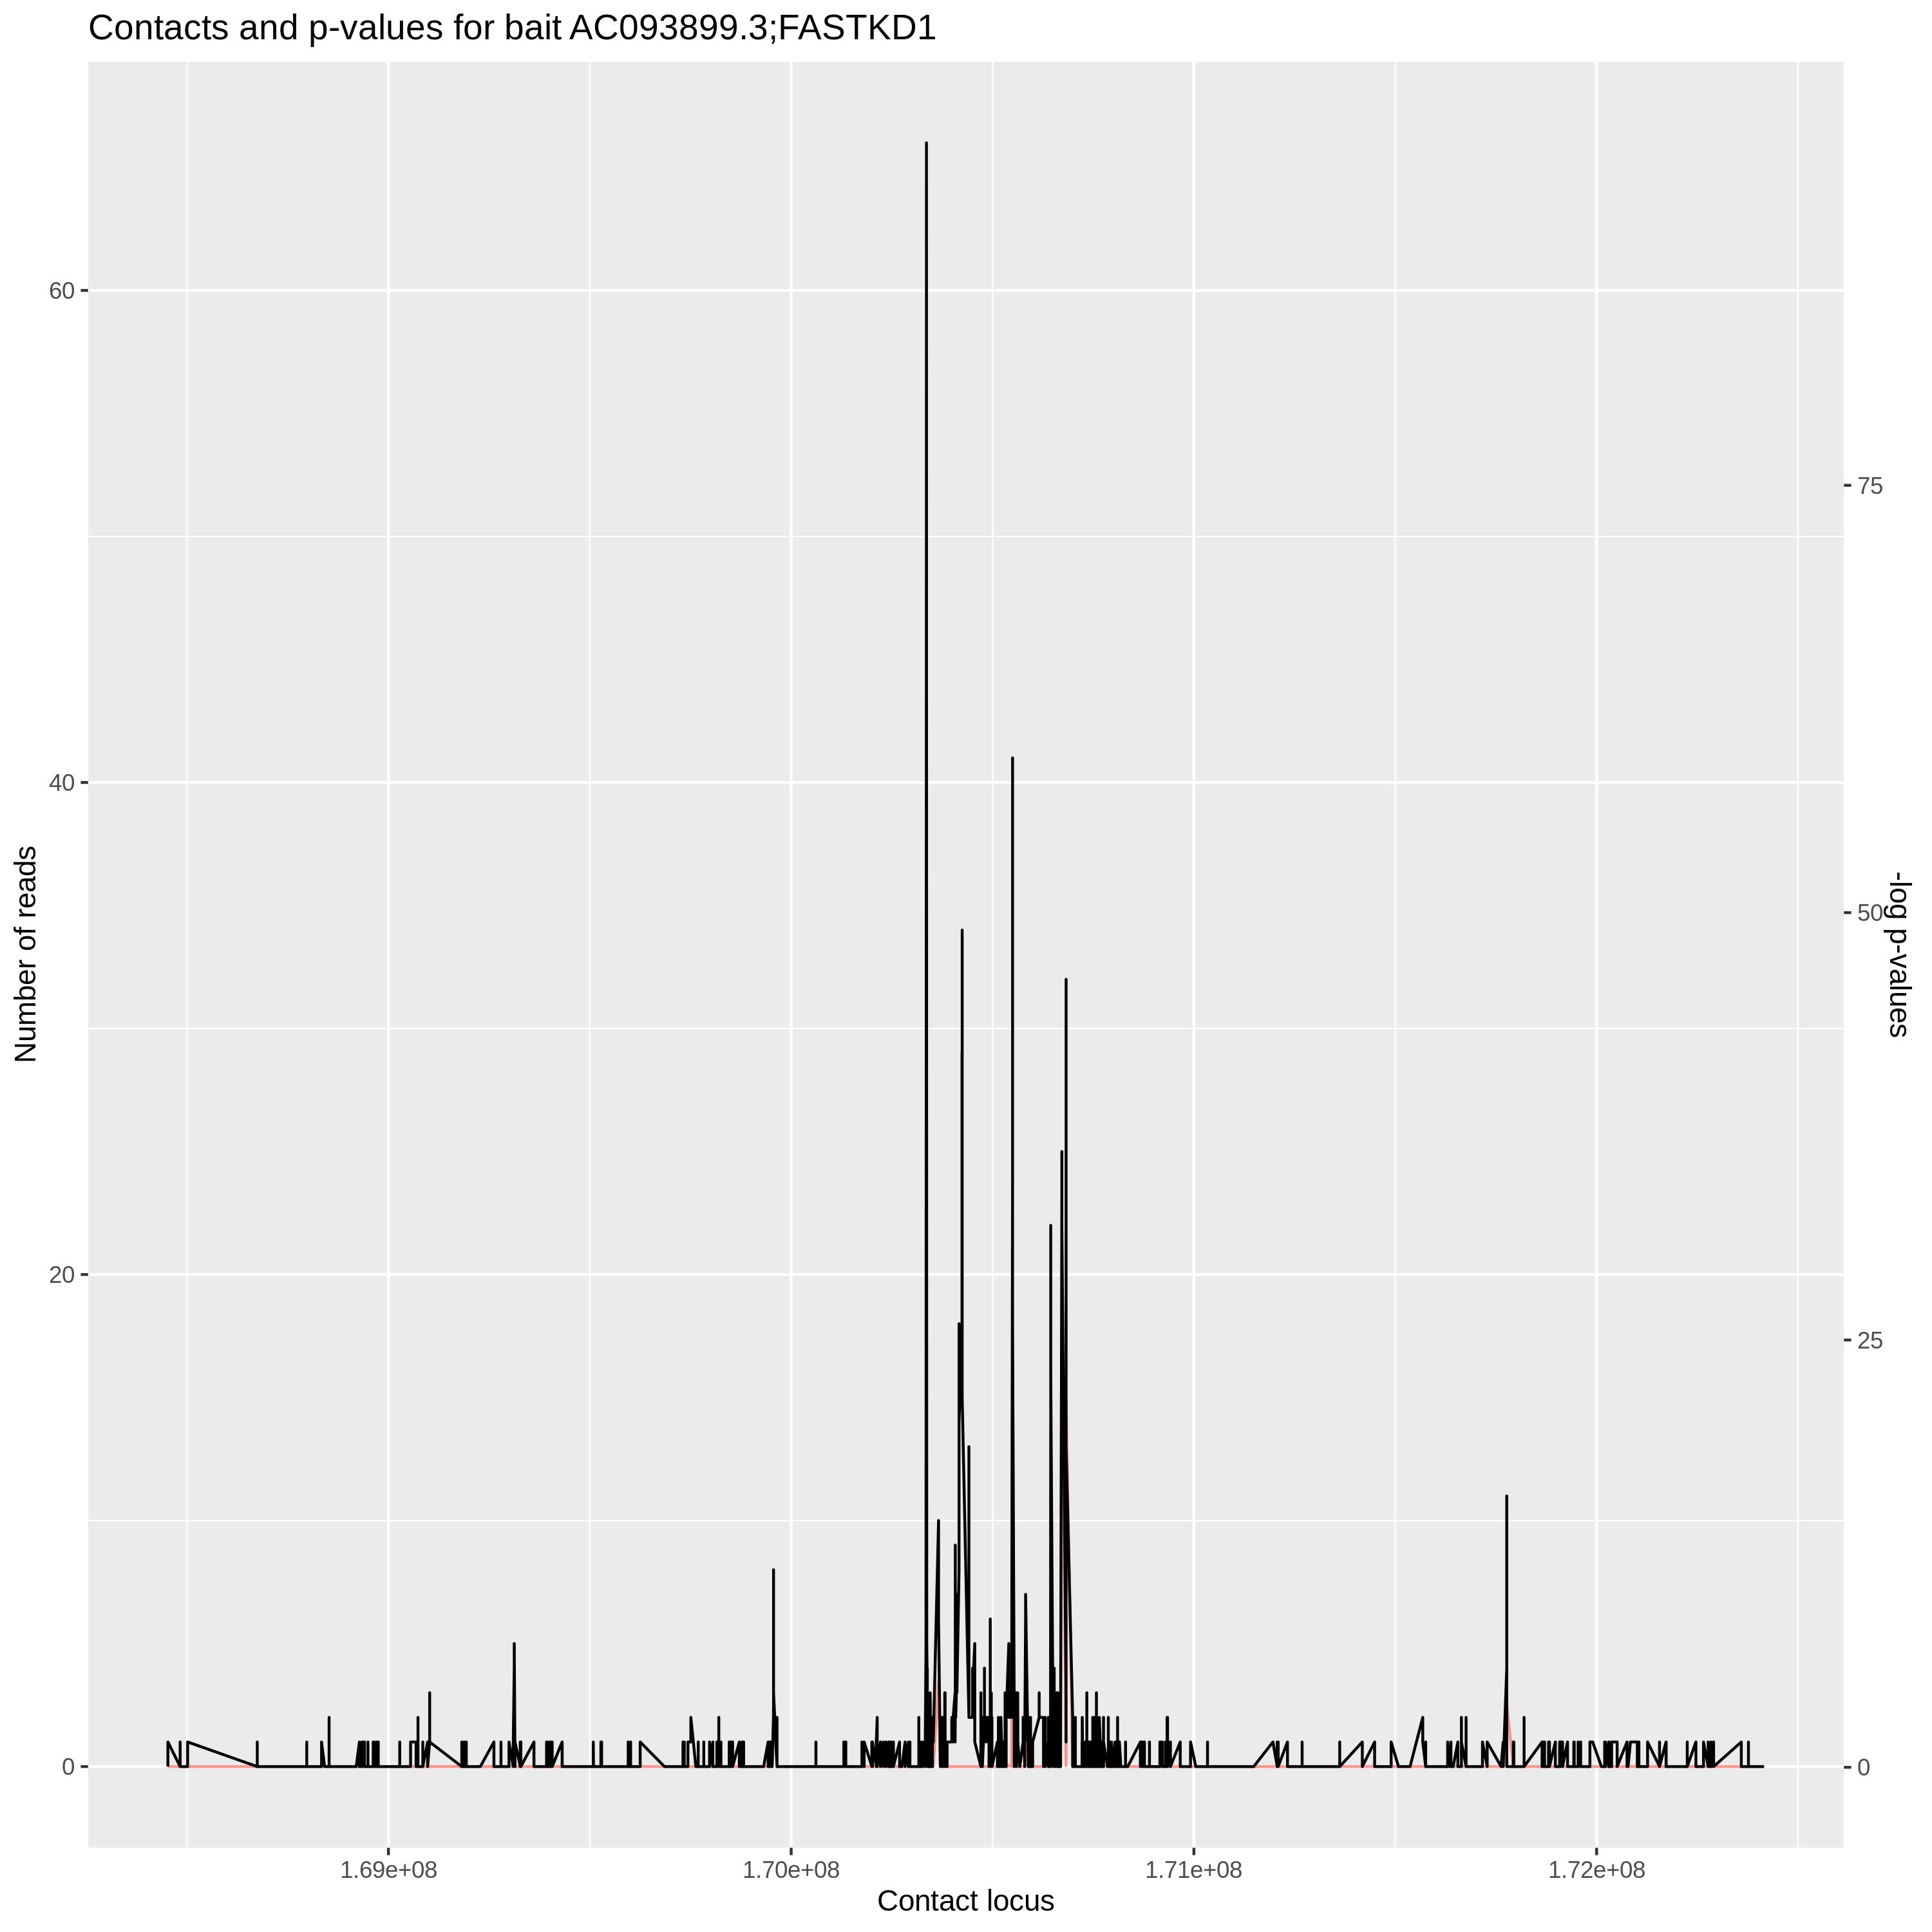 Contacts and p-values for bait AC093899.3;FASTKD1
60
40
20
0
Number of reads
75
50
25
0
-log p-values
1.69e+08
1.70e+08
1.71e+08
1.72e+08
Contact locus